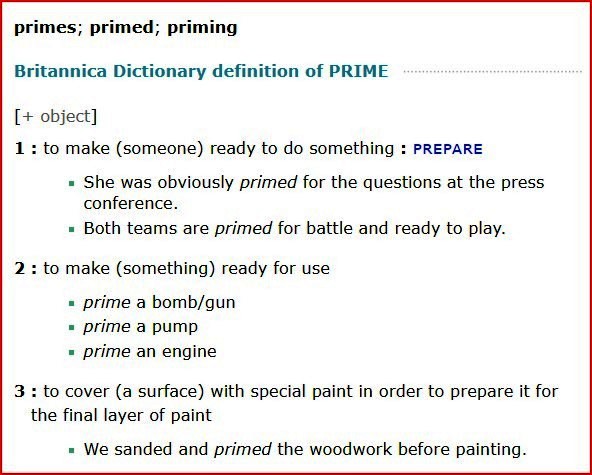 primes; primed; priming
Britannica Dictionary definition of PRIME
[+ object]
1 : to make (someone) ready to do something : PREPARE
▪ She was obviously primed for the questions at the press
conference.
▪ Both teams are primed for battle and ready to play.
2 : to make (something) ready for use
▪ prime a bomb/gun
▪ prime a pump
▪ prime an engine
3 : to cover (a surface) with special paint in order to prepare it for
the final layer of paint
▪ We sanded and primed the woodwork before painting.